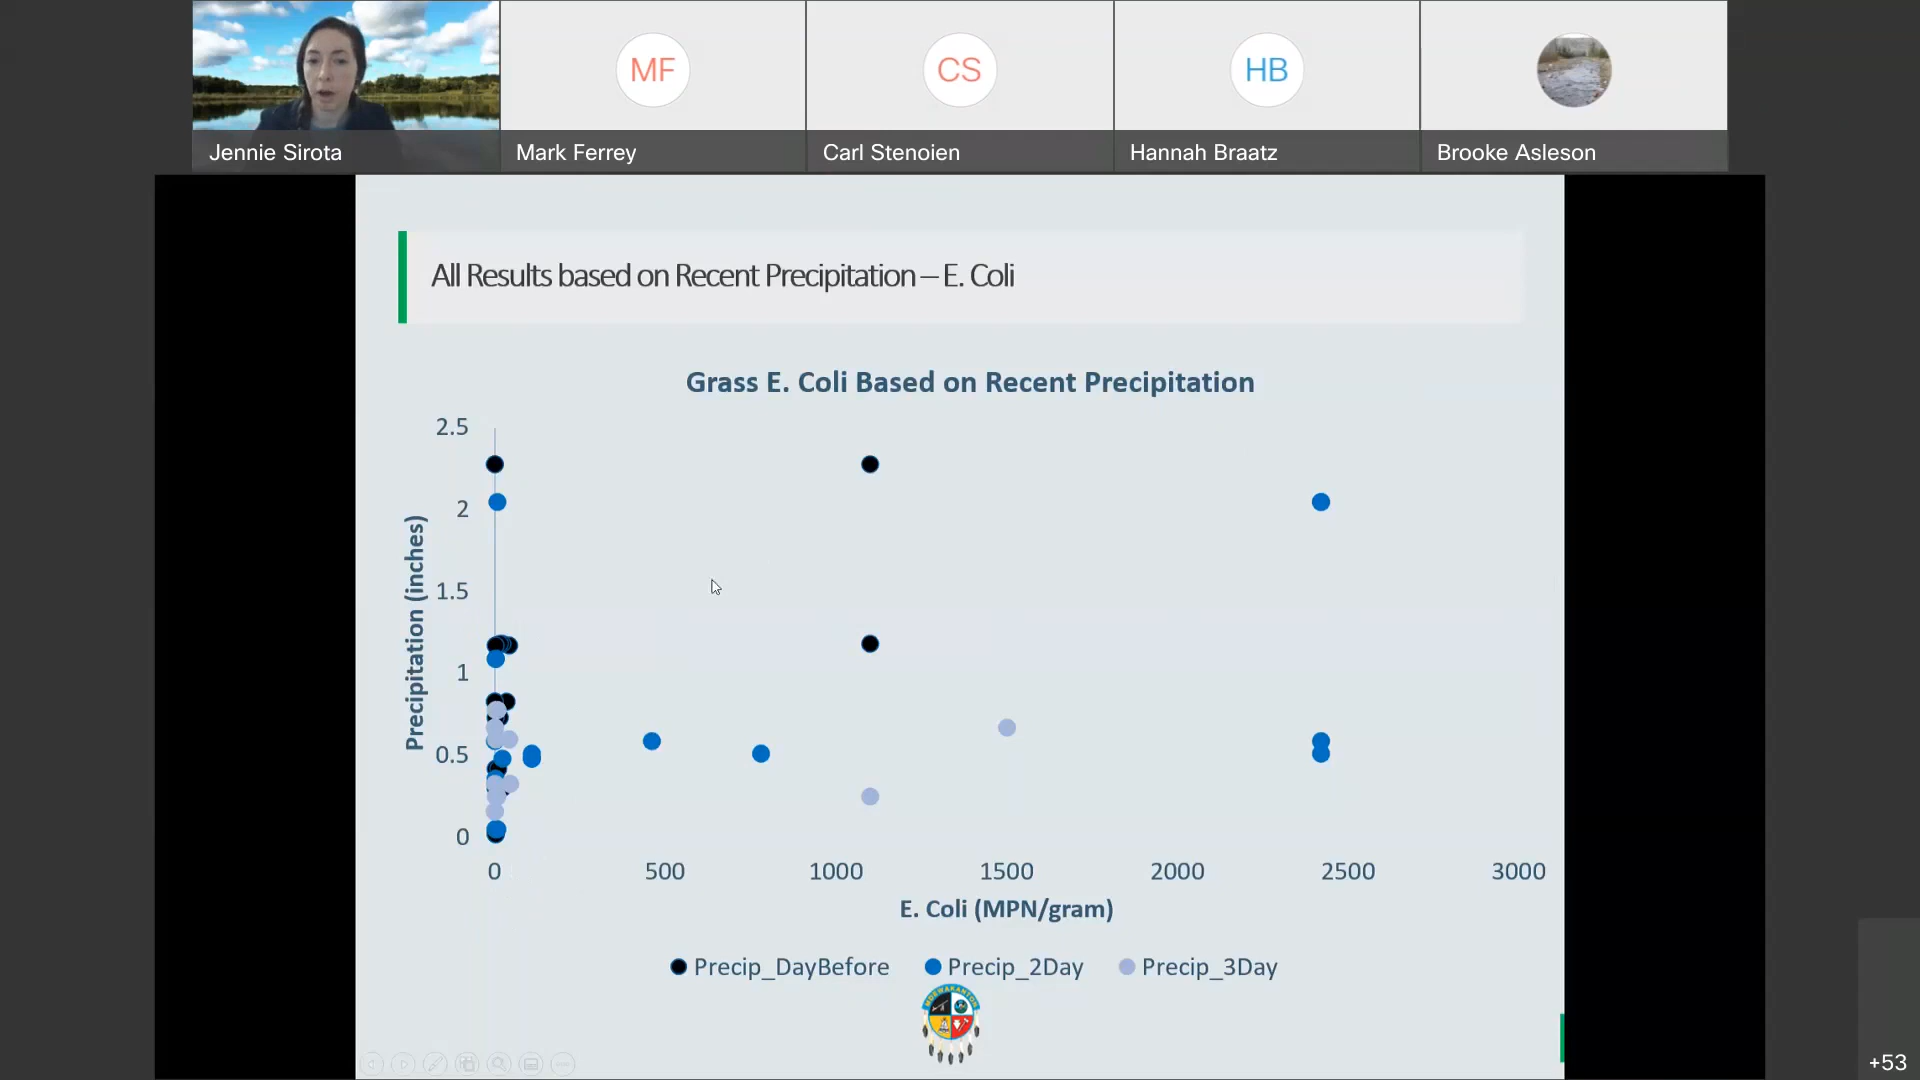 MF
CS
HB
Jennie Sirota
Mark Ferrey
Carl Stenoien
Hannah Braatz
Brooke Asleson
All Results based on Recent Precipitation – E. Coli
Grass E. Coli Based on Recent Precipitation
2.5
2
1.5
1
0.5
0
Precipitation (inches)
0 500 1000 1500 2000 2500 3000
E. Coli (MPN/gram)
Precip_DayBefore Precip_2Day Precip_3Day
MDEWAKANTON
+53